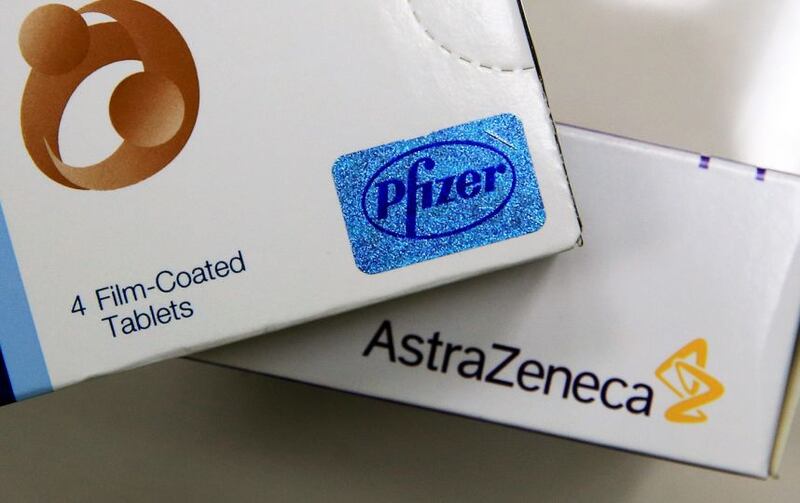 Pfizer
4 Film-Coated
Tablets
AstraZeneca